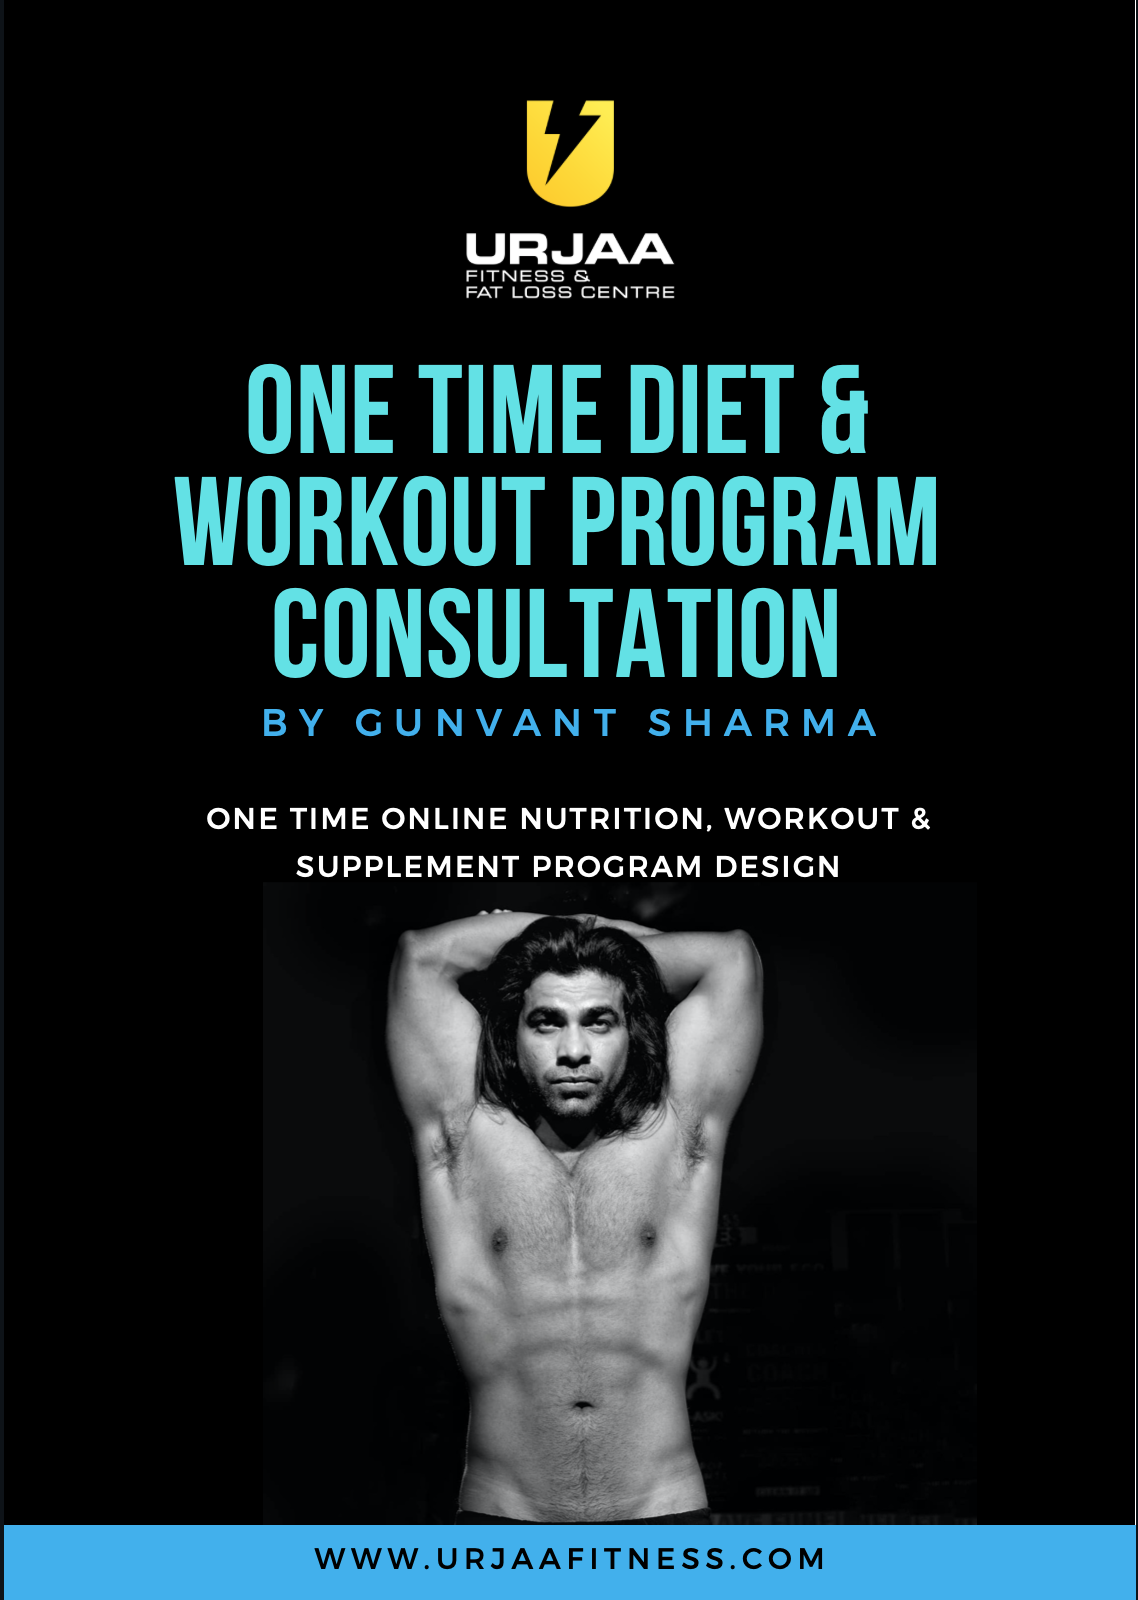 URJAA
FITNESS &
FAT LOSS CENTRE
ONE TIME DIET &
WORKOUT PROGRAM
CONSULTATION
BY GUNVANT SHARMA
ONE TIME ONLINE NUTRITION, WORKOUT &
SUPPLEMENT PROGRAM DESIGN
COACH
WWW.URJAAFITNESS.COM